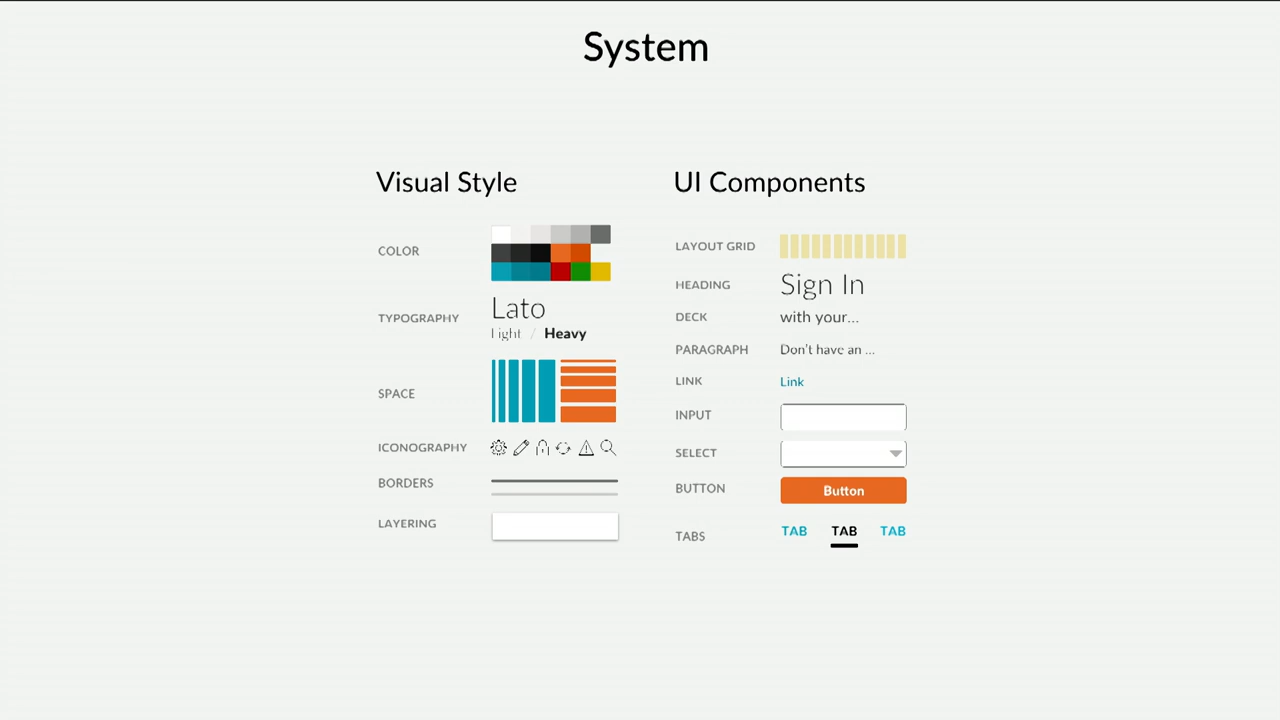 System
Visual Style
COLOR
TYPOGRAPHY
Lato
Light / Heavy
SPACE
ICONOGRAPHY
BORDERS
LAYERING
UI Components
LAYOUT GRID
HEADING
Sign In
DECK
with your...
PARAGRAPH
Don't have an ...
LINK
Link
INPUT
SELECT
BUTTON
Button
TABS
TAB TAB TAB